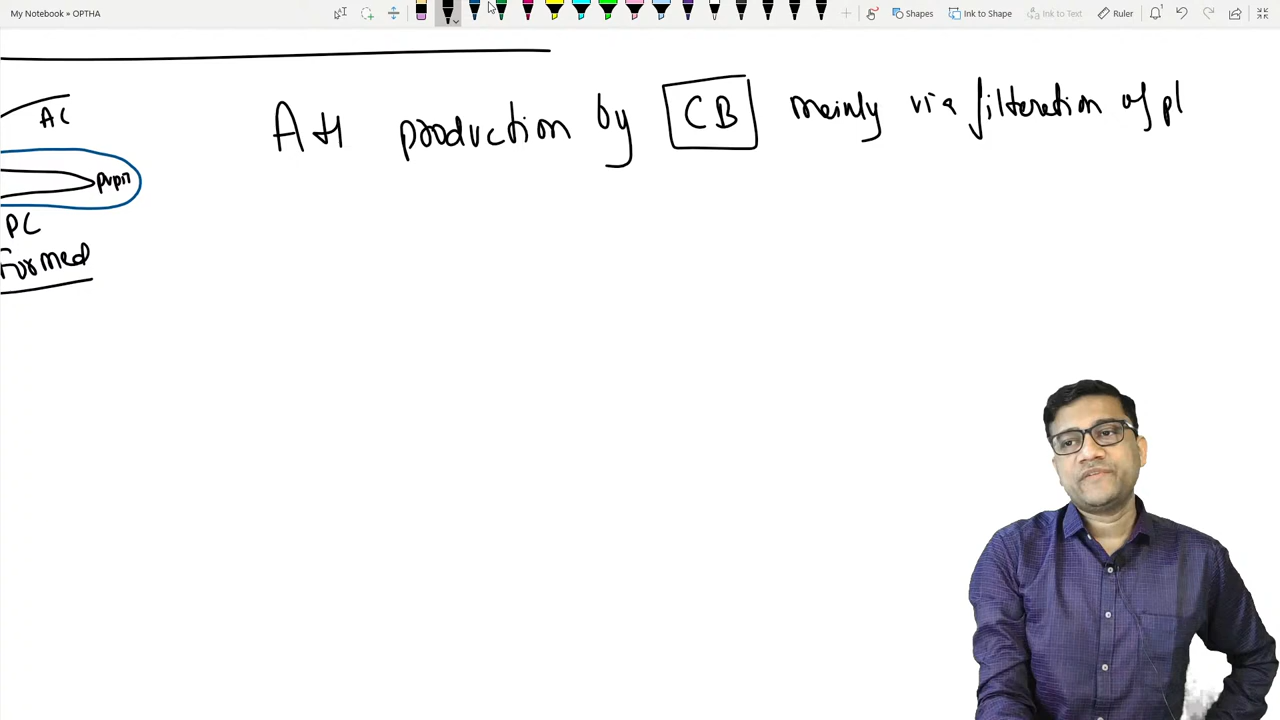 My Notebook » OPTHA
Shapes
Ink to Shape
Ink to Text
Ruler
AC
AH production by CB mainly via filteration of pl
pupil
PC
Formed